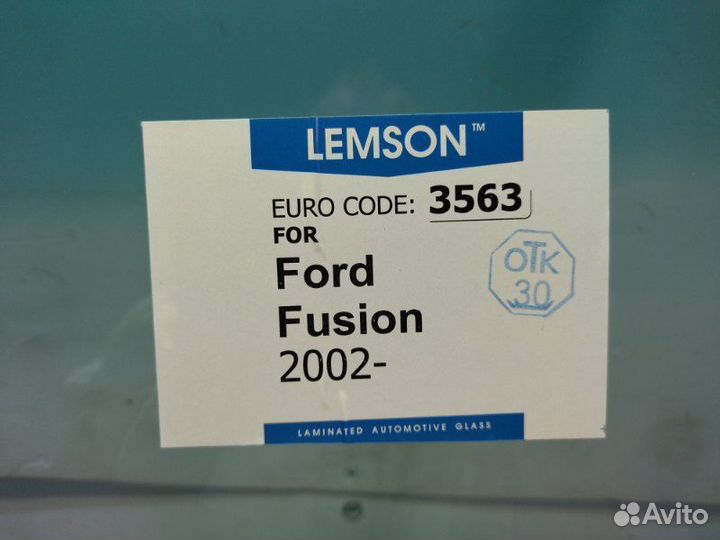 LEMSON™
EURO CODE: 3563
FOR
Ford
Fusion
2002-
ОТК
30
LAMINATED AUTOMOTIVE GLASS
Avito